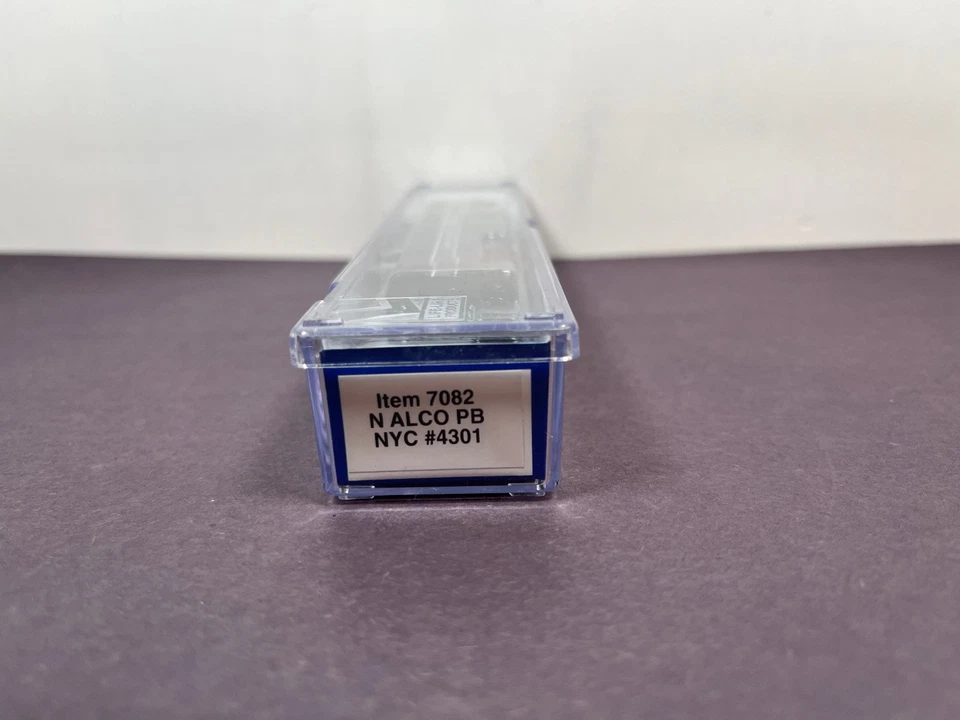 Item 7082
N ALCO PB
NYC #4301